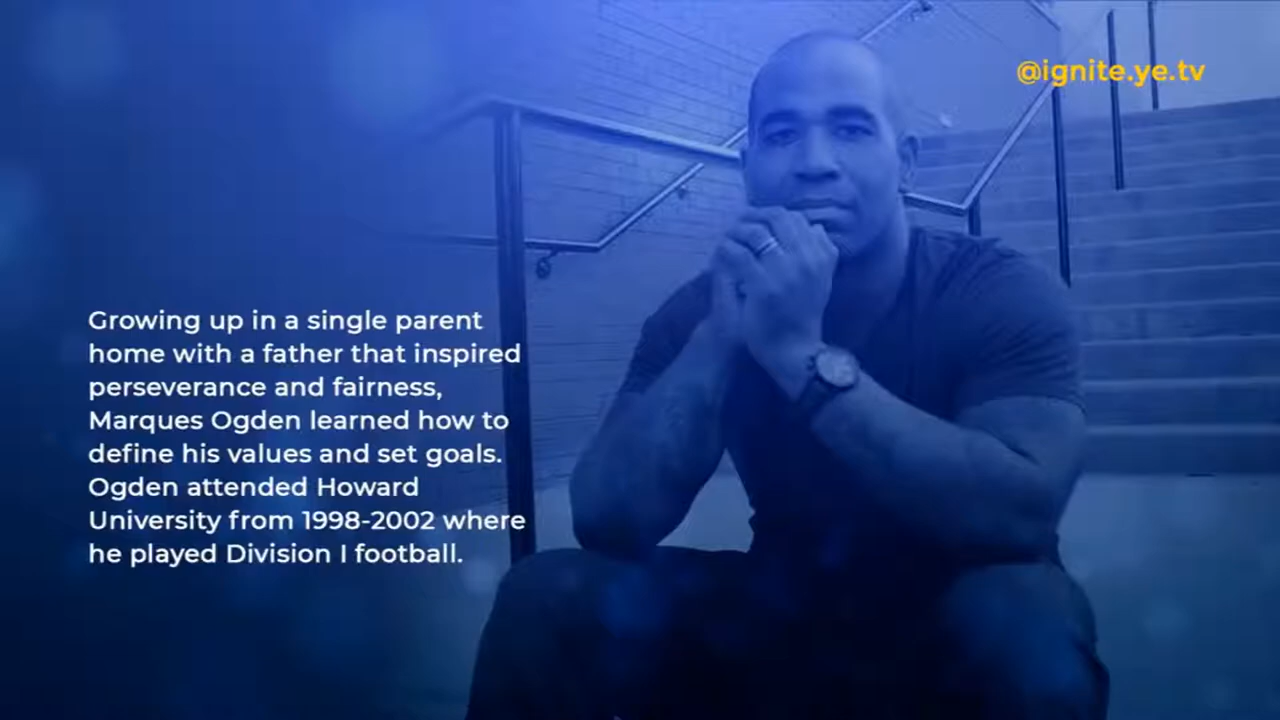 @ignite.ye.tv
Growing up in a single parent
home with a father that inspired
perseverance and fairness,
Marques Ogden learned how to
define his values and set goals.
Ogden attended Howard
University from 1998-2002 where
he played Division I football.